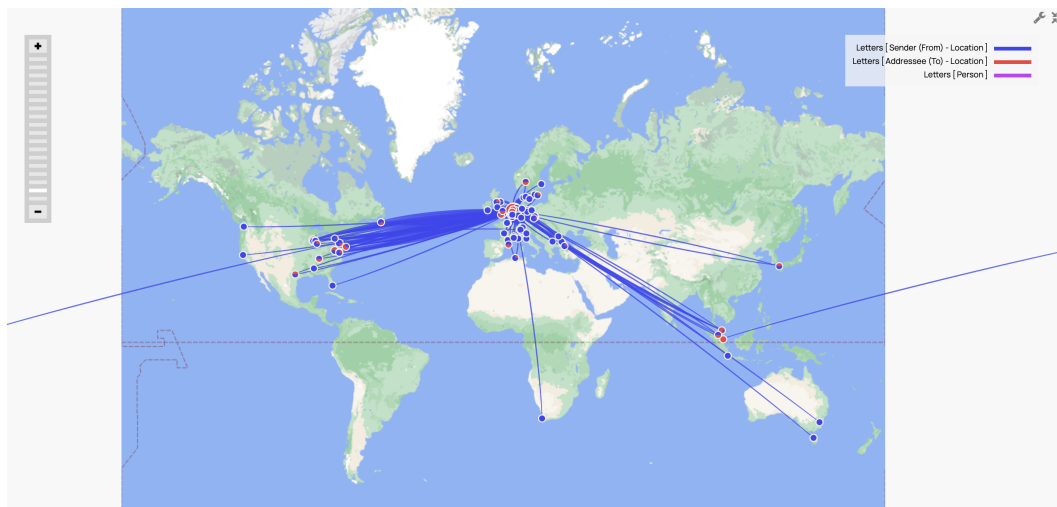 +
Letters [ Sender (From) - Location ]
Letters [ Addressee (To) - Location ]
Letters [ Person ]
−